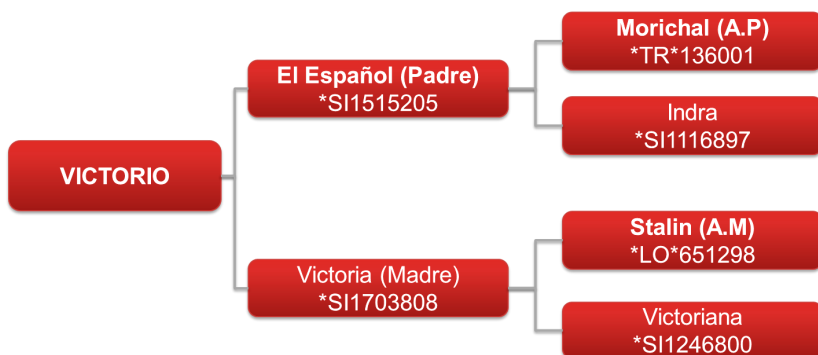 VICTORIO
El Español (Padre)
*SI1515205
Victoria (Madre)
*SI1703808
Morichal (A.P)
*TR*136001
Indra
*SI1116897
Stalin (A.M)
*LO*651298
Victoriana
*SI1246800